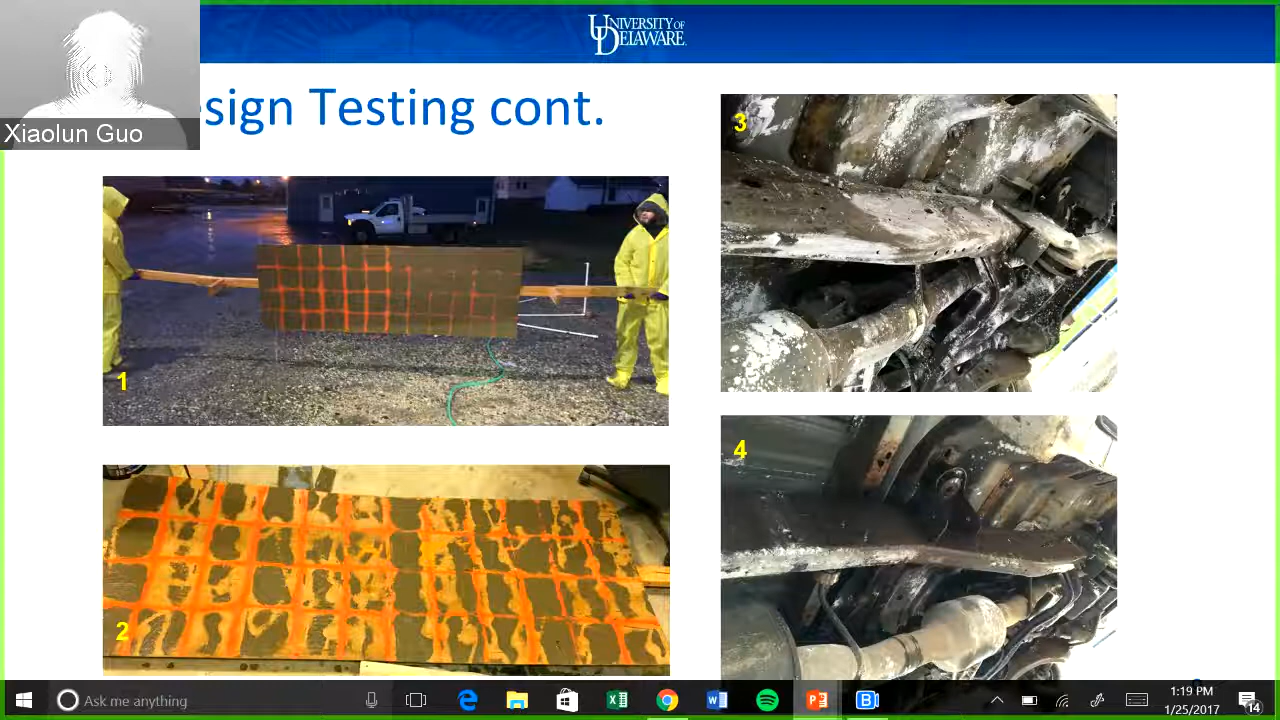 UNIVERSITY OF
DELAWARE
Xiaolun Guo
sign Testing cont.
1
2
3
4
Ask me anything
1:19 PM
1/25/2017
14